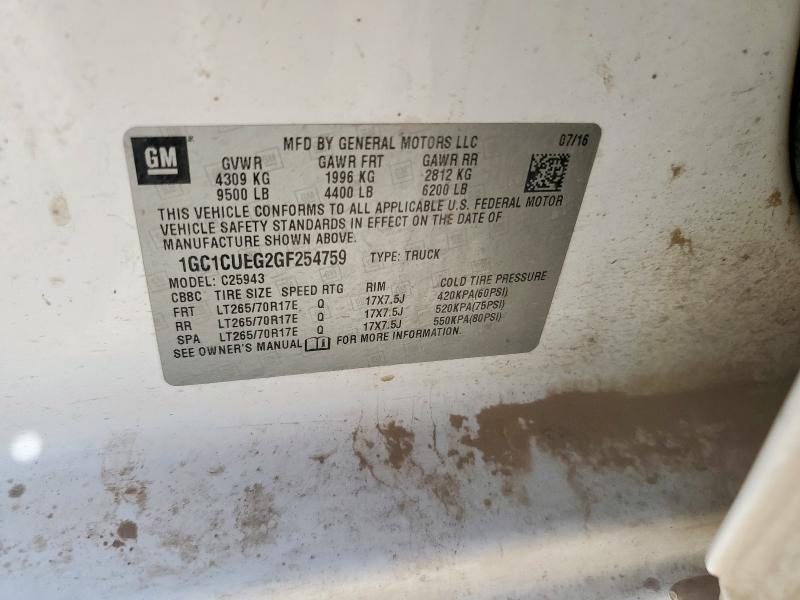 GM
MFD BY GENERAL MOTORS LLC 07/16
GVWR GAWR FRT GAWR RR
4309 KG 1996 KG 2812 KG
9500 LB 4400 LB 6200 LB
THIS VEHICLE CONFORMS TO ALL APPLICABLE U.S. FEDERAL MOTOR
VEHICLE SAFETY STANDARDS IN EFFECT ON THE DATE OF
MANUFACTURE SHOWN ABOVE.
1GC1CUEG2GF254759 TYPE: TRUCK
MODEL: C25943
CBBC TIRE SIZE SPEED RTG RIM COLD TIRE PRESSURE
FRT LT265/70R17E Q 17X7.5J 420KPA(60PSI)
RR LT265/70R17E Q 17X7.5J 520KPA(75PSI)
SPA LT265/70R17E Q 17X7.5J 550KPA(80PSI)
SEE OWNER'S MANUAL FOR MORE INFORMATION.